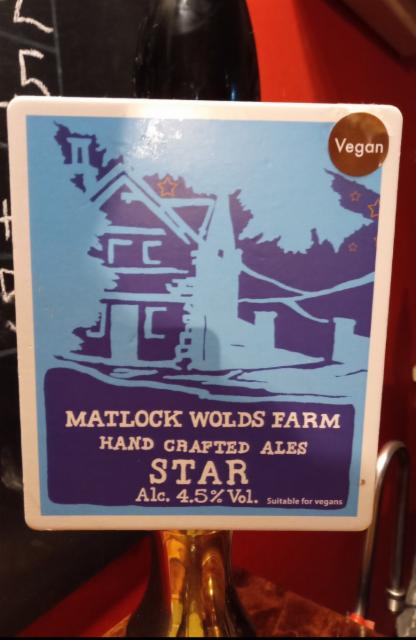 Vegan
MATLOCK WOLDS FARM
HAND CRAFTED ALES
STAR
Alc. 4.5% Vol. Suitable for vegans